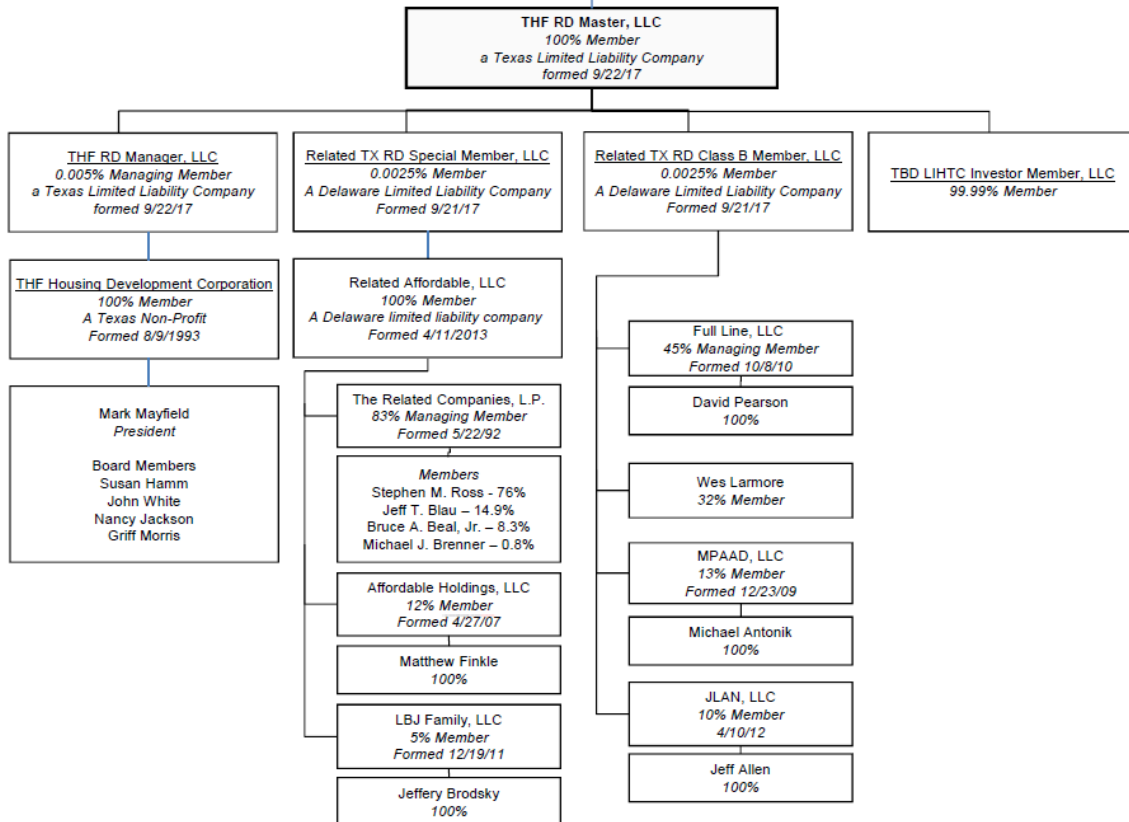 THF RD Master, LLC
100% Member
a Texas Limited Liability Company
formed 9/22/17
THF RD Manager, LLC
0.005% Managing Member
a Texas Limited Liability Company
formed 9/22/17
Related TX RD Special Member, LLC
0.0025% Member
A Delaware Limited Liability Company
Formed 9/21/17
Related TX RD Class B Member, LLC
0.0025% Member
A Delaware Limited Liability Company
Formed 9/21/17
TBD LIHTC Investor Member, LLC
99.99% Member
THF Housing Development Corporation
100% Member
A Texas Non-Profit
Formed 8/9/1993
Mark Mayfield
President
Board Members
Susan Hamm
John White
Nancy Jackson
Griff Morris
Related Affordable, LLC
100% Member
A Delaware limited liability company
Formed 4/11/2013
The Related Companies, L.P.
83% Managing Member
Formed 5/22/92
Members
Stephen M. Ross - 76%
Jeff T. Blau – 14.9%
Bruce A. Beal, Jr. – 8.3%
Michael J. Brenner – 0.8%
Affordable Holdings, LLC
12% Member
Formed 4/27/07
Matthew Finkle
100%
LBJ Family, LLC
5% Member
Formed 12/19/11
Jeffery Brodsky
100%
Full Line, LLC
45% Managing Member
Formed 10/8/10
David Pearson
100%
Wes Larmore
32% Member
MPAAD, LLC
13% Member
Formed 12/23/09
Michael Antonik
100%
JLAN, LLC
10% Member
4/10/12
Jeff Allen
100%